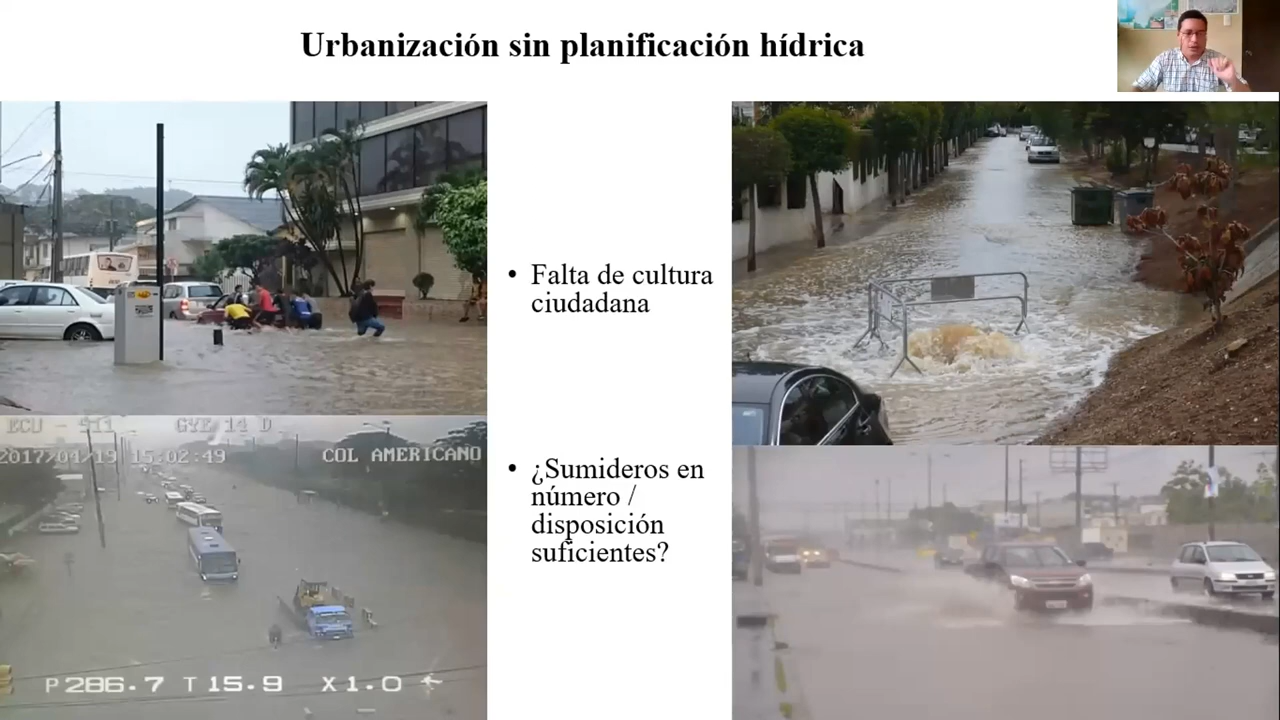 Urbanización sin planificación hídrica
• Falta de cultura
ciudadana
ECU - 911 GYE 14 D
2017/04/19 15:02:49 COL AMERICANO
• ¿Sumideros en
número /
disposición
suficientes?
P286.7 T15.9 X1.0